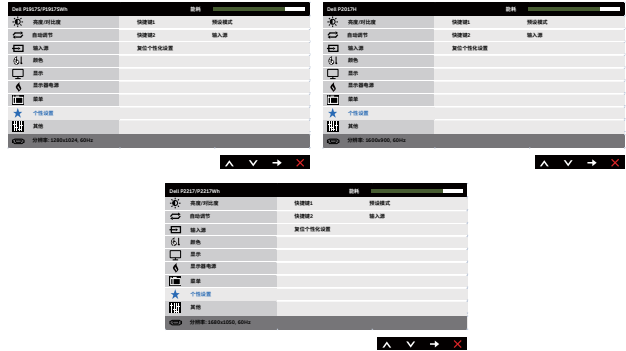 Dell P1917S/P1917SWh 能耗
亮度/对比度 快捷键1 预设模式
自动调节 快捷键2 输入源
输入源 复位个性化设置
颜色
显示
显示器电源
菜单
个性设置
其他
分辨率: 1280x1024, 60Hz
Dell P2017H 能耗
亮度/对比度 快捷键1 预设模式
自动调节 快捷键2 输入源
输入源 复位个性化设置
颜色
显示
显示器电源
菜单
个性设置
其他
分辨率: 1600x900, 60Hz
Dell P2217/P2217Wh 能耗
亮度/对比度 快捷键1 预设模式
自动调节 快捷键2 输入源
输入源 复位个性化设置
颜色
显示
显示器电源
菜单
个性设置
其他
分辨率: 1680x1050, 60Hz